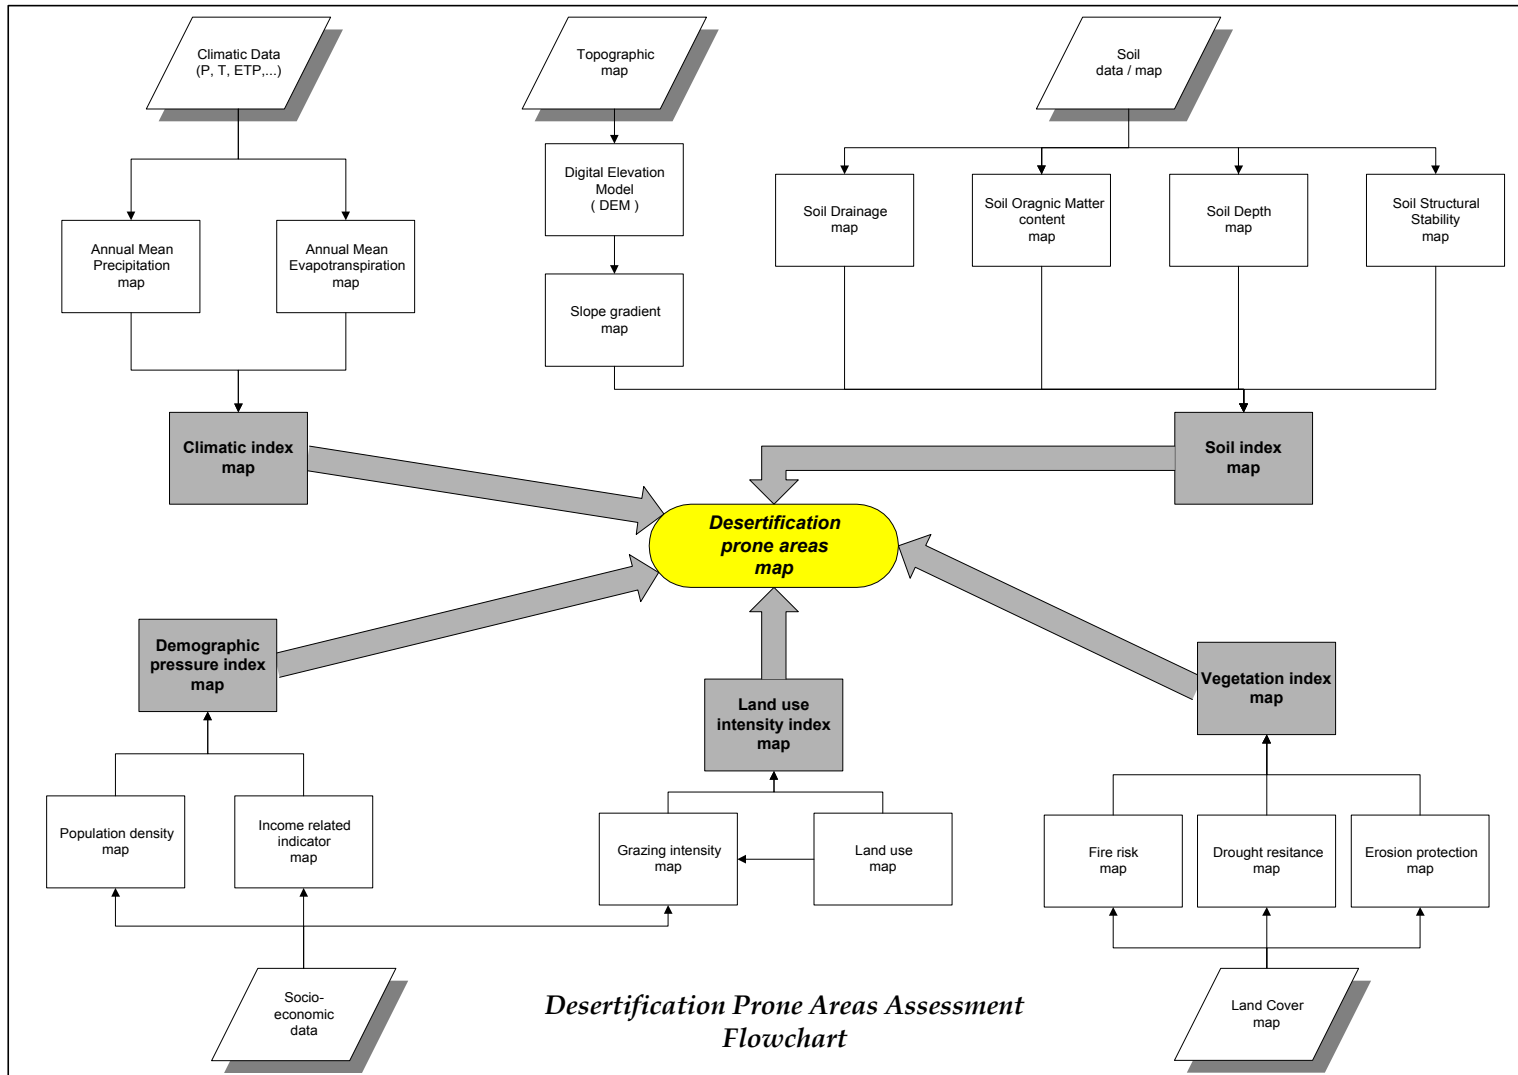 Climatic Data
(P, T, ETP,...)
Topographic
map
Soil
data / map
Digital Elevation
Model
( DEM )
Soil Drainage
map
Soil Oragnic Matter
content
map
Soil Depth
map
Soil Structural
Stability
map
Annual Mean
Precipitation
map
Annual Mean
Evapotranspiration
map
Slope gradient
map
Climatic index
map
Soil index
map
Desertification
prone areas
map
Demographic
pressure index
map
Land use
intensity index
map
Vegetation index
map
Population density
map
Income related
indicator
map
Grazing intensity
map
Land use
map
Fire risk
map
Drought resitance
map
Erosion protection
map
Socio-
economic
data
Desertification Prone Areas Assessment
Flowchart
Land Cover
map